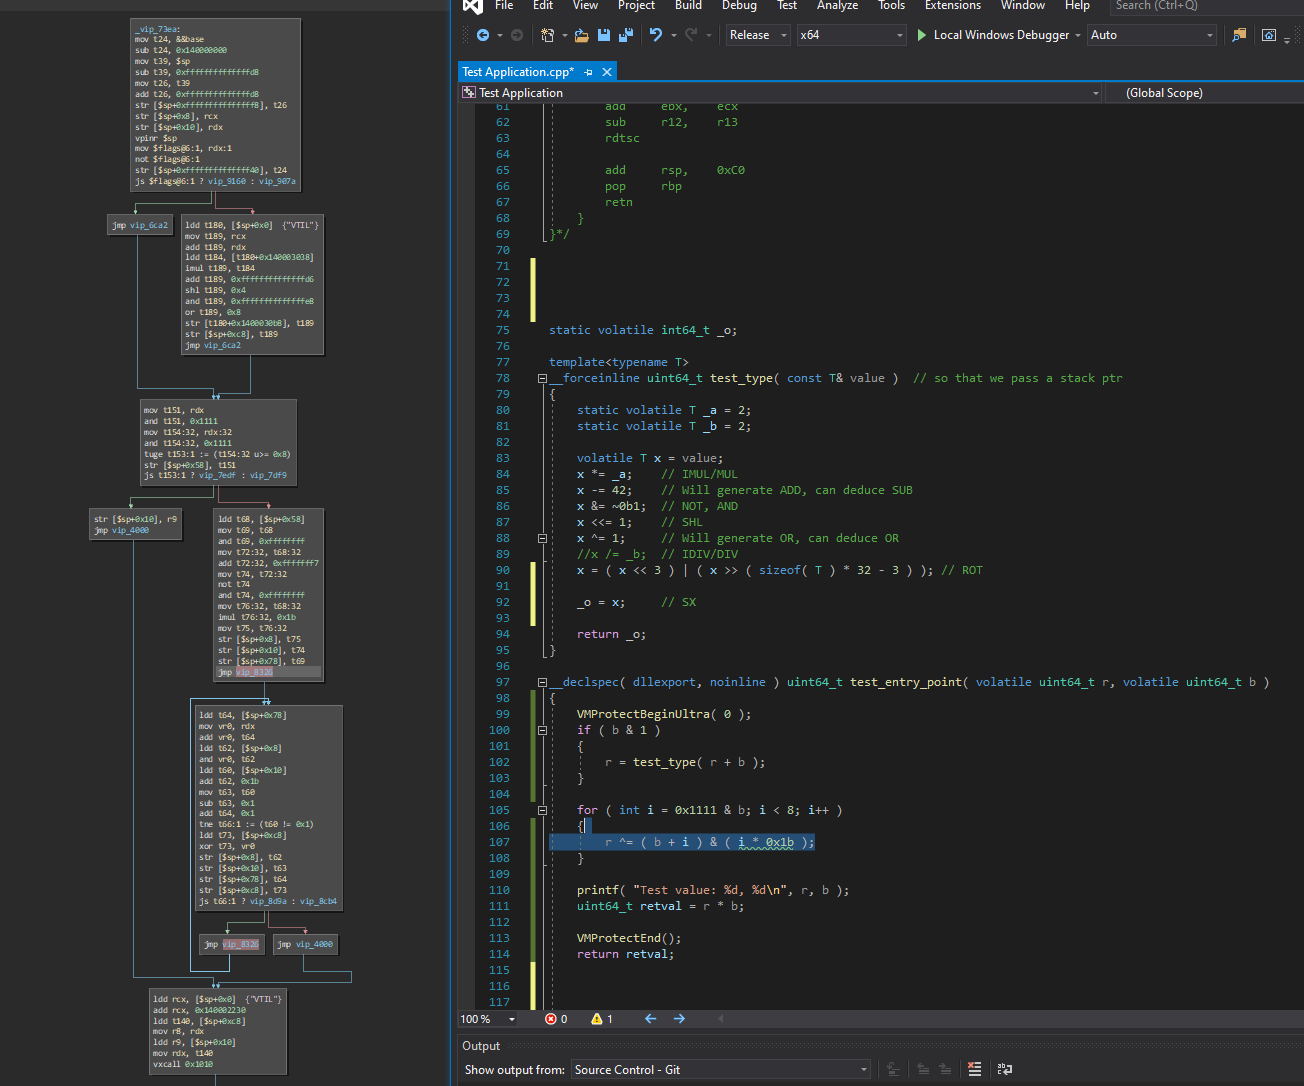 _vip_73ea:
mov t24, &&base
sub t24, 0x140000000
mov t39, $sp
sub t39, 0xffffffffffffffd8
mov t26, t39
add t26, 0xffffffffffffffd8
str [$sp+0xfffffffffffffff8], t26
str [$sp+0x8], rcx
str [$sp+0x10], rdx
vpinr $sp
mov $flags@6:1, rdx:1
not $flags@6:1
str [$sp+0xffffffffffffff40], t24
js $flags@6:1 ? vip_9160 : vip_907a
jmp vip_6ca2
ldd t180, [$sp+0x0] {"VTIL"}
mov t189, rcx
add t189, rdx
ldd t184, [t180+0x140003038]
imul t189, t184
add t189, 0xffffffffffffffd6
shl t189, 0x4
and t189, 0xffffffffffffffe8
or t189, 0x8
str [t180+0x1400030b8], t189
str [$sp+0xc8], t189
jmp vip_6ca2
mov t151, rdx
and t151, 0x1111
mov t154:32, rdx:32
and t154:32, 0x1111
tuge t153:1 := (t154:32 u>= 0x8)
str [$sp+0x58], t151
js t153:1 ? vip_7edf : vip_7df9
str [$sp+0x10], r9
jmp vip_4000
ldd t68, [$sp+0x58]
mov t69, t68
and t69, 0xffffffff
mov t72:32, t68:32
add t72:32, 0xfffffff7
mov t74, t72:32
not t74
and t74, 0xffffffff
mov t76:32, t68:32
imul t76:32, 0x1b
mov t75, t76:32
str [$sp+0x8], t75
str [$sp+0x10], t74
str [$sp+0x78], t69
jmp vip_8326
ldd t64, [$sp+0x78]
mov vr0, rdx
add vr0, t64
ldd t62, [$sp+0x8]
and vr0, t62
ldd t60, [$sp+0x10]
add t62, 0x1b
mov t63, t60
sub t63, 0x1
add t64, 0x1
tne t66:1 := (t60 != 0x1)
ldd t73, [$sp+0xc8]
xor t73, vr0
str [$sp+0x8], t62
str [$sp+0x10], t63
str [$sp+0x78], t64
str [$sp+0xc8], t73
js t66:1 ? vip_8d9a : vip_8cb4
jmp vip_8326
jmp vip_4000
ldd rcx, [$sp+0x0] {"VTIL"}
add rcx, 0x140002230
ldd t140, [$sp+0xc8]
mov r8, rdx
ldd r9, [$sp+0x10]
mov rdx, t140
vxcall 0x1010
File Edit View Project Build Debug Test Analyze Tools Extensions Window Help Search (Ctrl+Q)
Release x64 Local Windows Debugger Auto
Test Application.cpp*
Test Application (Global Scope)
61 add ebx, ecx
62 sub r12, r13
63 rdtsc
64
65 add rsp, 0xC0
66 pop rbp
67 retn
68 }
69 }*/
70
71
72
73
74
75 static volatile int64_t _o;
76
77 template<typename T>
78 __forceinline uint64_t test_type( const T& value ) // so that we pass a stack ptr
79 {
80 static volatile T _a = 2;
81 static volatile T _b = 2;
82
83 volatile T x = value;
84 x *= _a; // IMUL/MUL
85 x -= 42; // Will generate ADD, can deduce SUB
86 x &= ~0b1; // NOT, AND
87 x <<= 1; // SHL
88 x ^= 1; // Will generate OR, can deduce OR
89 //x /= _b; // IDIV/DIV
90 x = ( x << 3 ) | ( x >> ( sizeof( T ) * 32 - 3 ) ); // ROT
91
92 _o = x; // SX
93
94 return _o;
95 }
96
97 __declspec( dllexport, noinline ) uint64_t test_entry_point( volatile uint64_t r, volatile uint64_t b )
98 {
99 VMProtectBeginUltra( 0 );
100 if ( b & 1 )
101 {
102 r = test_type( r + b );
103 }
104
105 for ( int i = 0x1111 & b; i < 8; i++ )
106 {
107 r ^= ( b + i ) & ( i * 0x1b );
108 }
109
110 printf( "Test value: %d, %d\n", r, b );
111 uint64_t retval = r * b;
112
113 VMProtectEnd();
114 return retval;
115
116
117
100 % 0 1
Output
Show output from: Source Control - Git